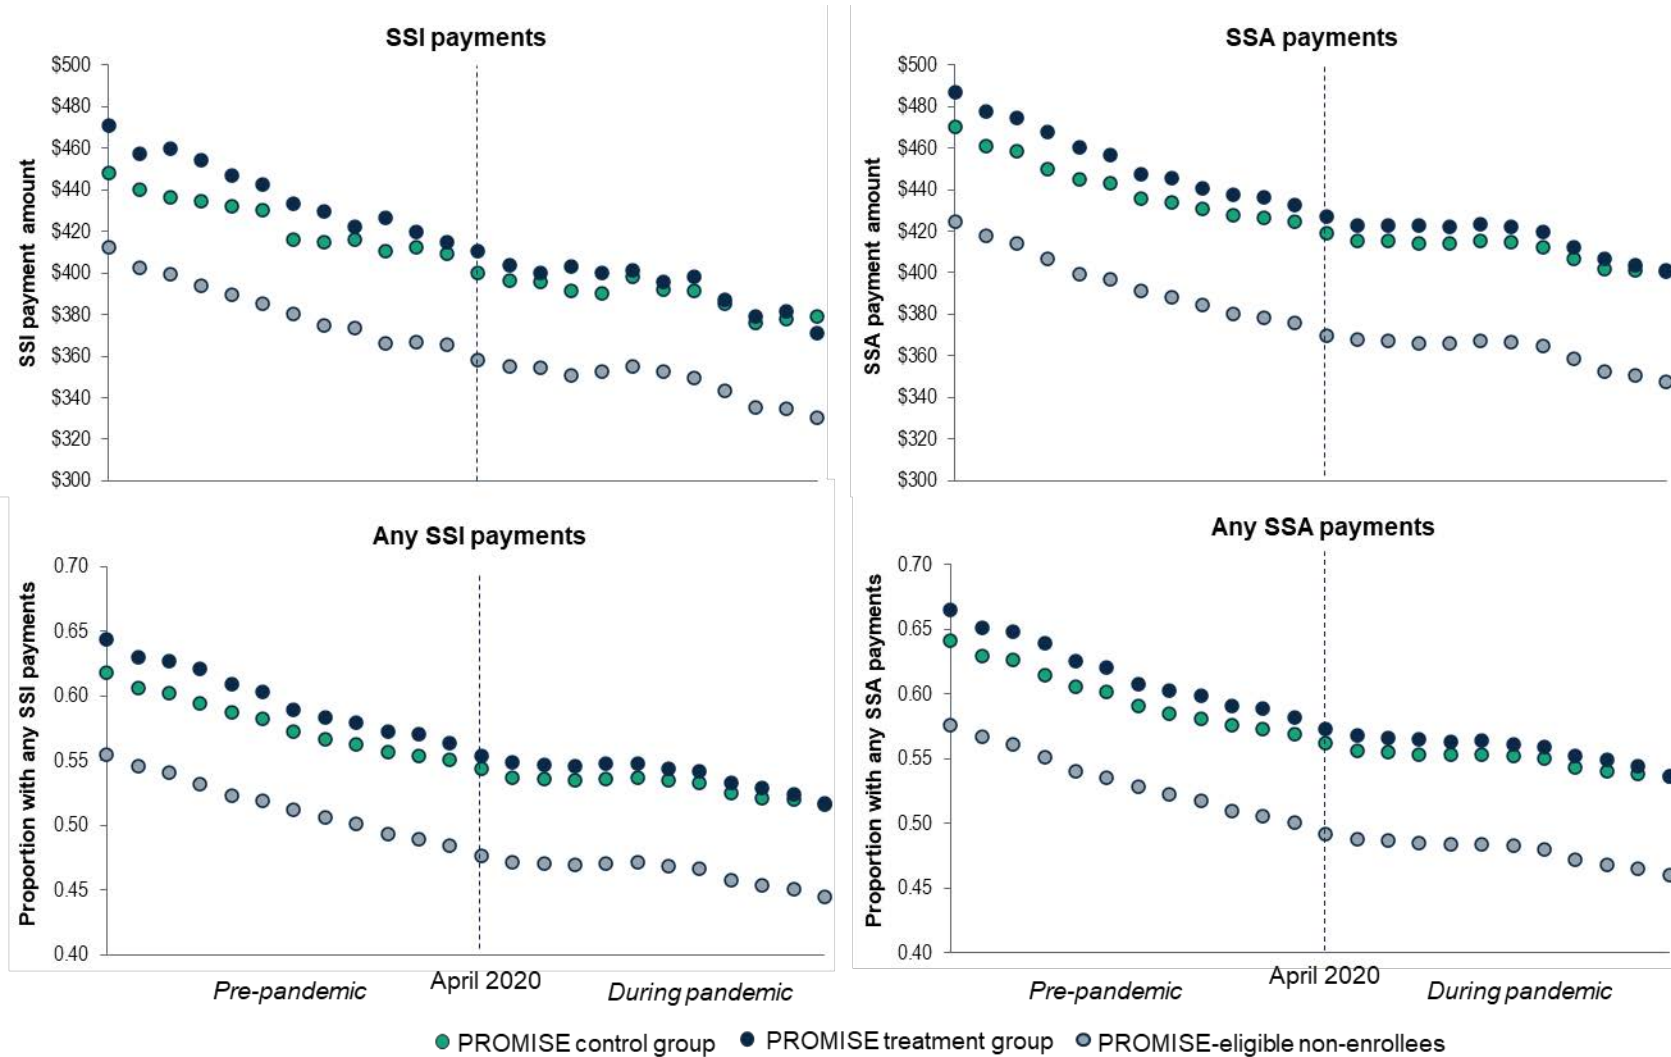 SSI payments
SSI payment amount
$500
$480
$460
$440
$420
$400
$380
$360
$340
$320
$300
SSA payments
SSA payment amount
$500
$480
$460
$440
$420
$400
$380
$360
$340
$320
$300
Any SSI payments
Proportion with any SSI payments
0.70
0.65
0.60
0.55
0.50
0.45
0.40
Pre-pandemic
April 2020
During pandemic
Any SSA payments
Proportion with any SSA payments
0.70
0.65
0.60
0.55
0.50
0.45
0.40
Pre-pandemic
April 2020
During pandemic
PROMISE control group PROMISE treatment group PROMISE-eligible non-enrollees